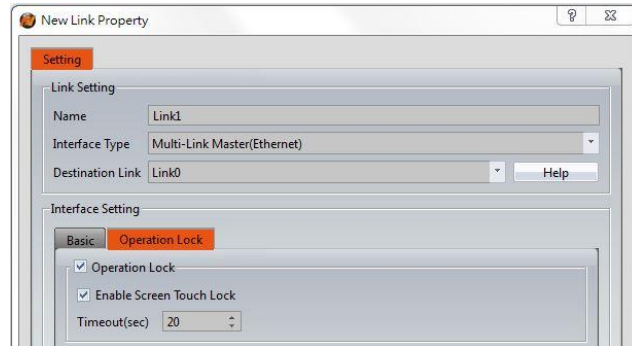 New Link Property
Setting
Link Setting
Name Link1
Interface Type Multi-Link Master(Ethernet)
Destination Link Link0 Help
Interface Setting
Basic Operation Lock
Operation Lock
Enable Screen Touch Lock
Timeout(sec) 20